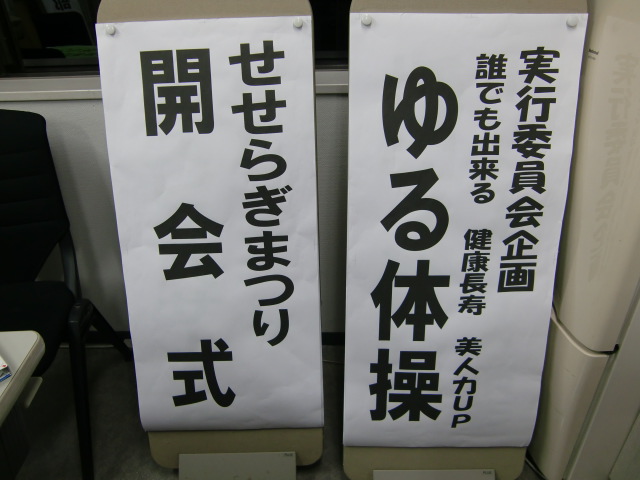 実行委員会企画
誰でも出来る 健康長寿 美人力UP
ゆる体操
せせらぎまつり
開会式